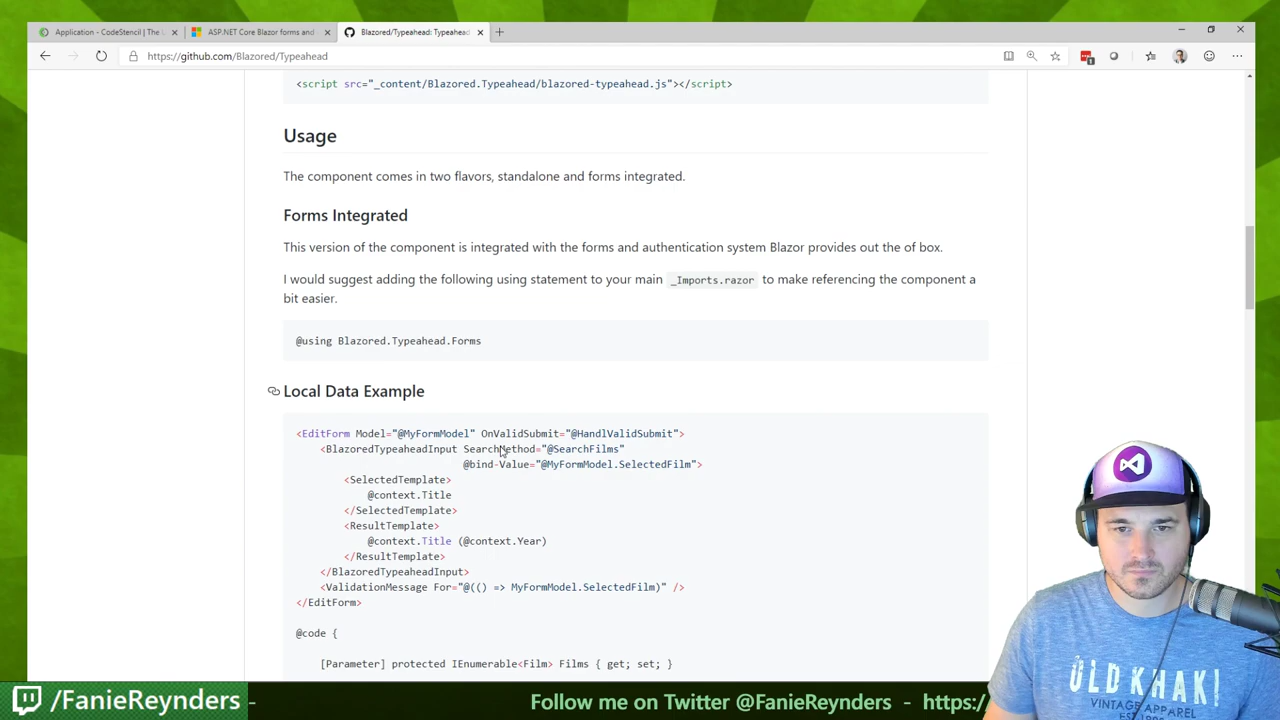 Application - CodeStencil | The U
ASP.NET Core Blazor forms and
Blazored/Typeahead: Typeahead
https://github.com/Blazored/Typeahead
<script src="_content/Blazored.Typeahead/blazored-typeahead.js"></script>
Usage
The component comes in two flavors, standalone and forms integrated.
Forms Integrated
This version of the component is integrated with the forms and authentication system Blazor provides out the of box.
I would suggest adding the following using statement to your main _Imports.razor to make referencing the component a
bit easier.
@using Blazored.Typeahead.Forms
Local Data Example
<EditForm Model="@MyFormModel" OnValidSubmit="@HandlValidSubmit">
<BlazoredTypeaheadInput SearchMethod="@SearchFilms"
@bind-Value="@MyFormModel.SelectedFilm">
<SelectedTemplate>
@context.Title
</SelectedTemplate>
<ResultTemplate>
@context.Title (@context.Year)
</ResultTemplate>
</BlazoredTypeaheadInput>
<ValidationMessage For="@(() => MyFormModel.SelectedFilm)" />
</EditForm>
@code {
[Parameter] protected IEnumerable<Film> Films { get; set; }
OLD KHAKI
VINTAGE APPAREL
/FanieReynders -
Follow me on Twitter @FanieReynders - https:/